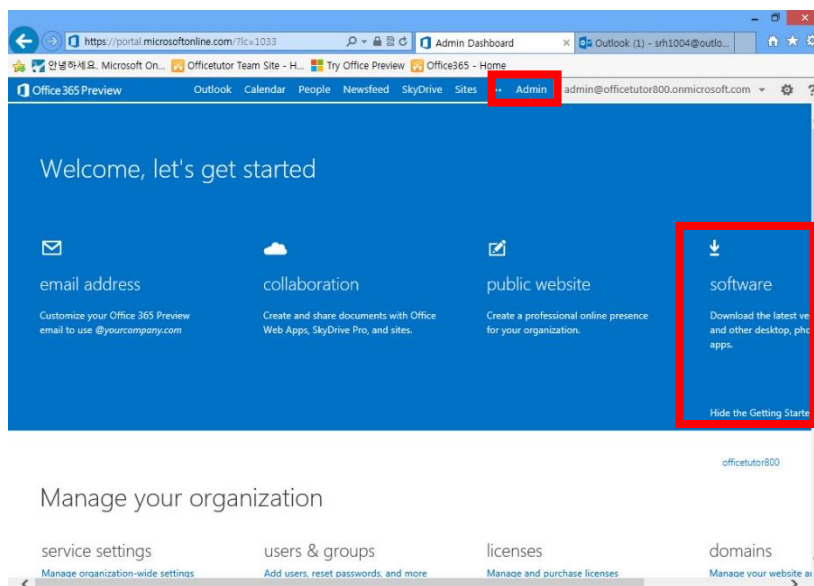 https://portal.microsoftonline.com/?lc=1033
Admin Dashboard
Outlook (1) - srh1004@outlo...
안녕하세요. Microsoft On...
Officetutor Team Site - H...
Try Office Preview
Office365 - Home
Office 365 Preview
Outlook Calendar People Newsfeed SkyDrive Sites ··· Admin admin@officetutor800.onmicrosoft.com ?
Welcome, let's get started
email address
Customize your Office 365 Preview
email to use @yourcompany.com
collaboration
Create and share documents with Office
Web Apps, SkyDrive Pro, and sites.
public website
Create a professional online presence
for your organization.
software
Download the latest ve
and other desktop, pho
apps.
Hide the Getting Starte
officetutor800
Manage your organization
service settings
Manage organization-wide settings
users & groups
Add users, reset passwords, and more
licenses
Manage and purchase licenses
domains
Manage your website a